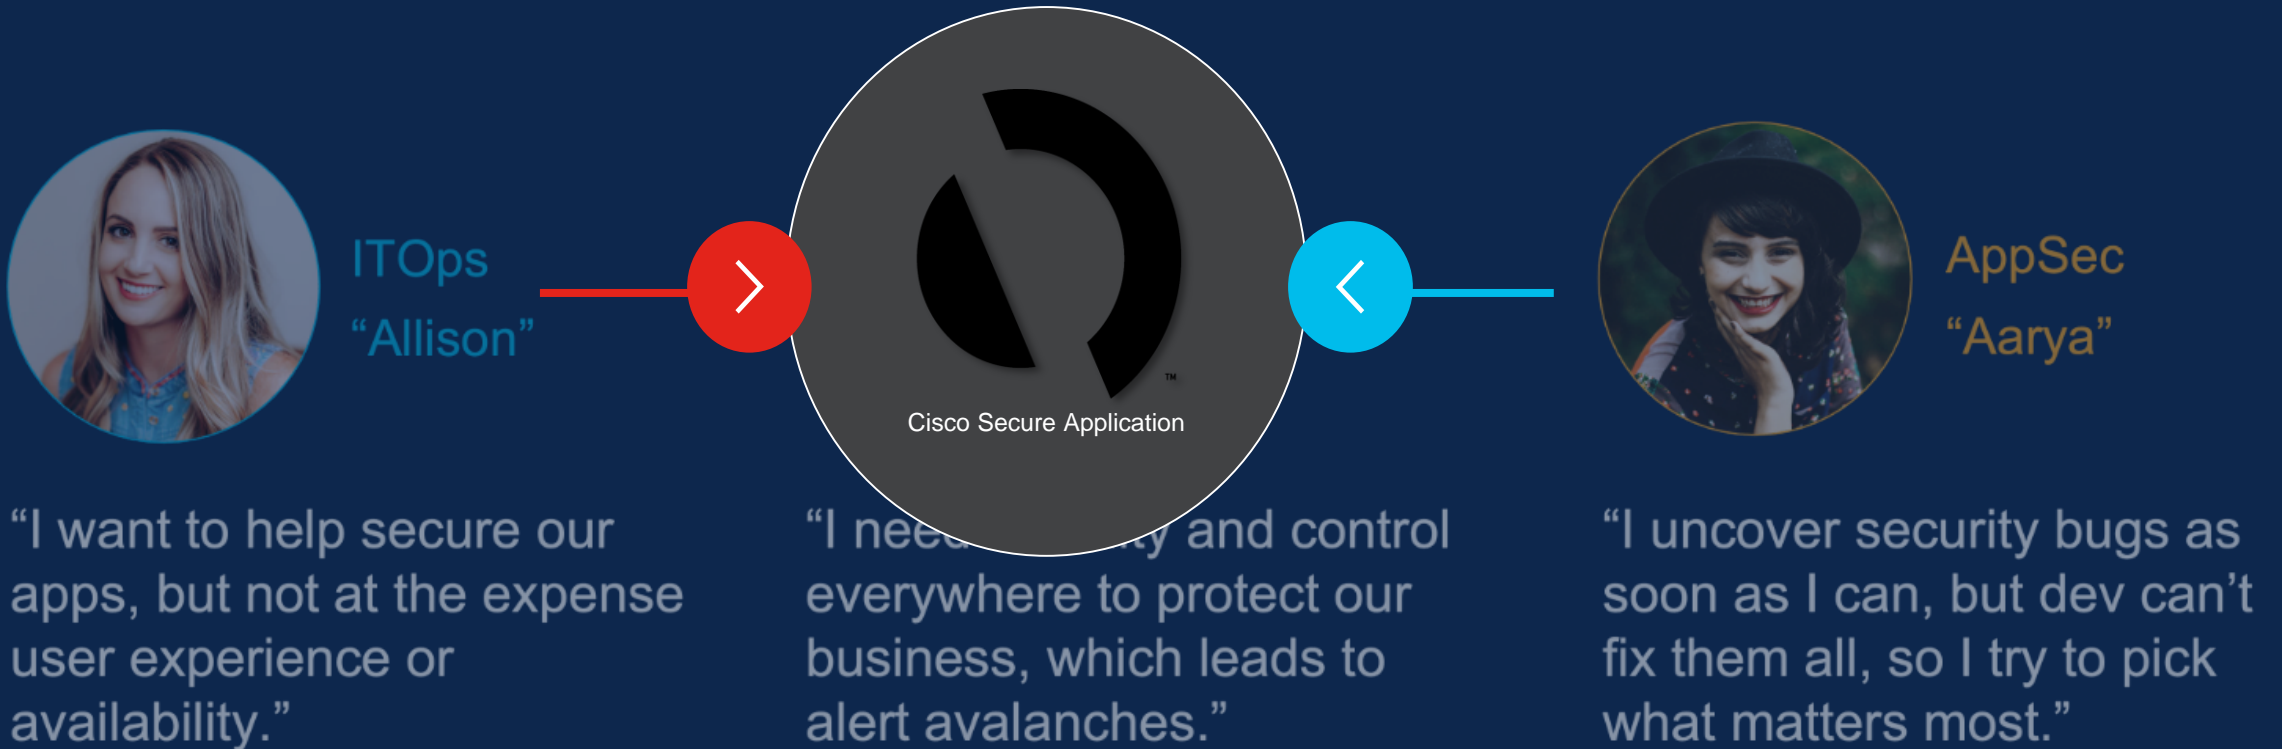 ITOps
“Allison”
TM
Cisco Secure Application
AppSec
“Aarya”
“I want to help secure our
apps, but not at the expense
user experience or
availability.”
“I and control
everywhere to protect our
business, which leads to
alert avalanches.”
“I uncover security bugs as
soon as I can, but dev can’t
fix them all, so I try to pick
what matters most.”